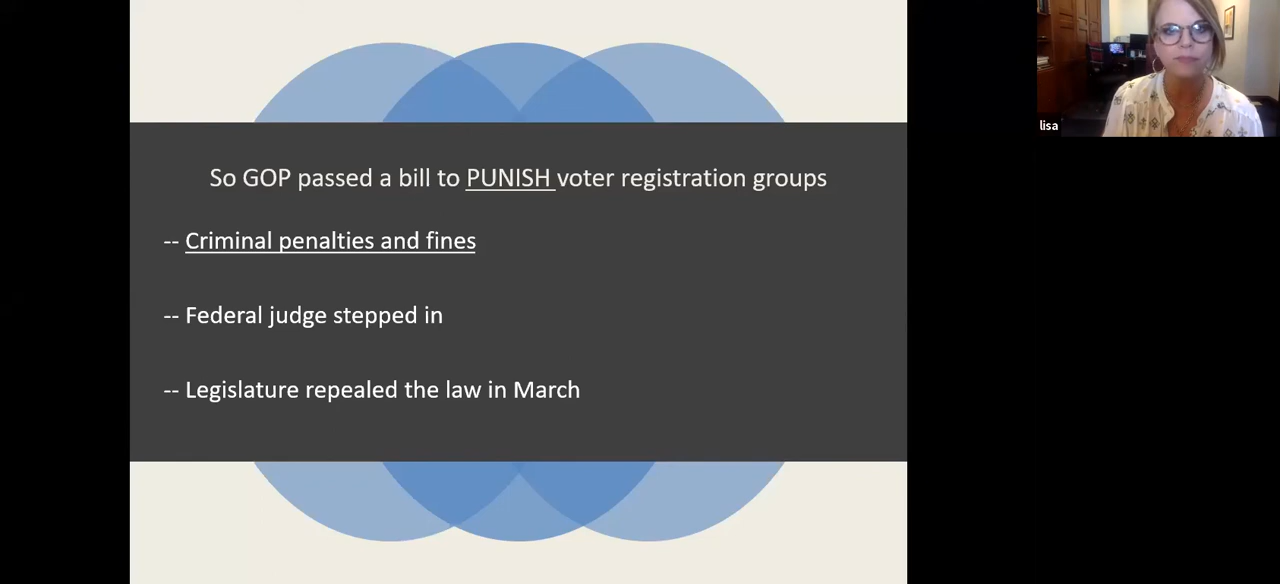 So GOP passed a bill to PUNISH voter registration groups
-- Criminal penalties and fines
-- Federal judge stepped in
-- Legislature repealed the law in March
lisa